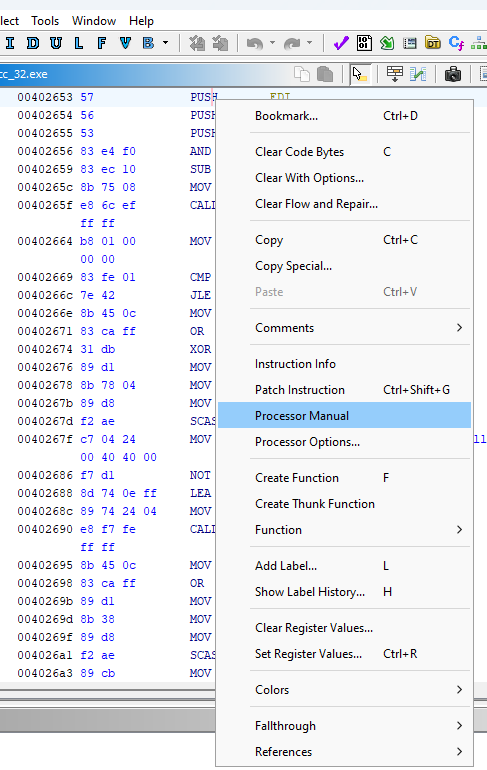 lect Tools Window Help
I D U L F V B
cc_32.exe
00402653 57 PUSH EDI
00402654 56 PUSH
00402655 53 PUSH
00402656 83 e4 f0 AND
00402659 83 ec 10 SUB
0040265c 8b 75 08 MOV
0040265f e8 6c ef CALL
ff ff
00402664 b8 01 00 MOV
00 00
00402669 83 fe 01 CMP
0040266c 7e 42 JLE
0040266e 8b 45 0c MOV
00402671 83 ca ff OR
00402674 31 db XOR
00402676 89 d1 MOV
00402678 8b 78 04 MOV
0040267b 89 d8 MOV
0040267d f2 ae SCAS
0040267f c7 04 24 MOV
00 40 40 00
00402686 f7 d1 NOT
00402688 8d 74 0e ff LEA
0040268c 89 74 24 04 MOV
00402690 e8 f7 fe CALL
ff ff
00402695 8b 45 0c MOV
00402698 83 ca ff OR
0040269b 89 d1 MOV
0040269d 8b 38 MOV
0040269f 89 d8 MOV
004026a1 f2 ae SCAS
004026a3 89 cb MOV
Bookmark... Ctrl+D
Clear Code Bytes C
Clear With Options...
Clear Flow and Repair...
Copy Ctrl+C
Copy Special...
Paste Ctrl+V
Comments
Instruction Info
Patch Instruction Ctrl+Shift+G
Processor Manual
Processor Options...
Create Function F
Create Thunk Function
Function
Add Label... L
Show Label History... H
Clear Register Values...
Set Register Values... Ctrl+R
Colors
Fallthrough
References